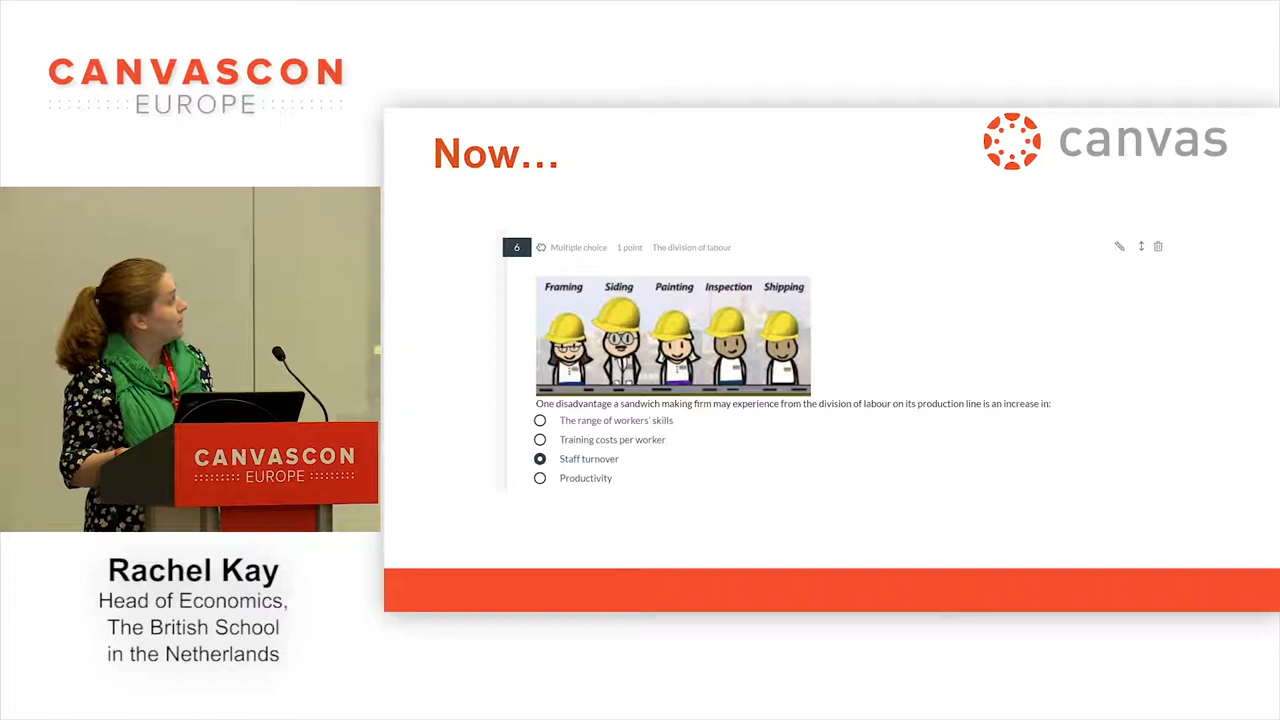 CANVASCON
EUROPE
Now...
canvas
6 Multiple choice 1 point The division of labour
Framing Siding Painting Inspection Shipping
One disadvantage a sandwich making firm may experience from the division of labour on its production line is an increase in:
The range of workers' skills
Training costs per worker
Staff turnover
Productivity
CANVASCON
EUROPE
Rachel Kay
Head of Economics,
The British School
in the Netherlands